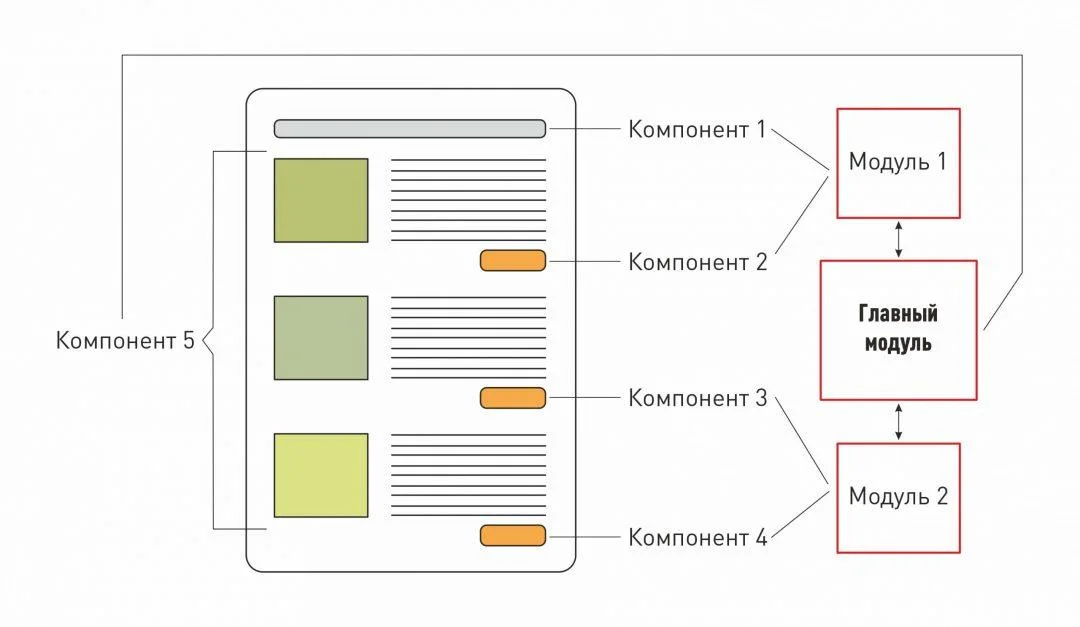 Компонент 1
Модуль 1
Компонент 2
Главный
модуль
Компонент 5
Компонент 3
Модуль 2
Компонент 4